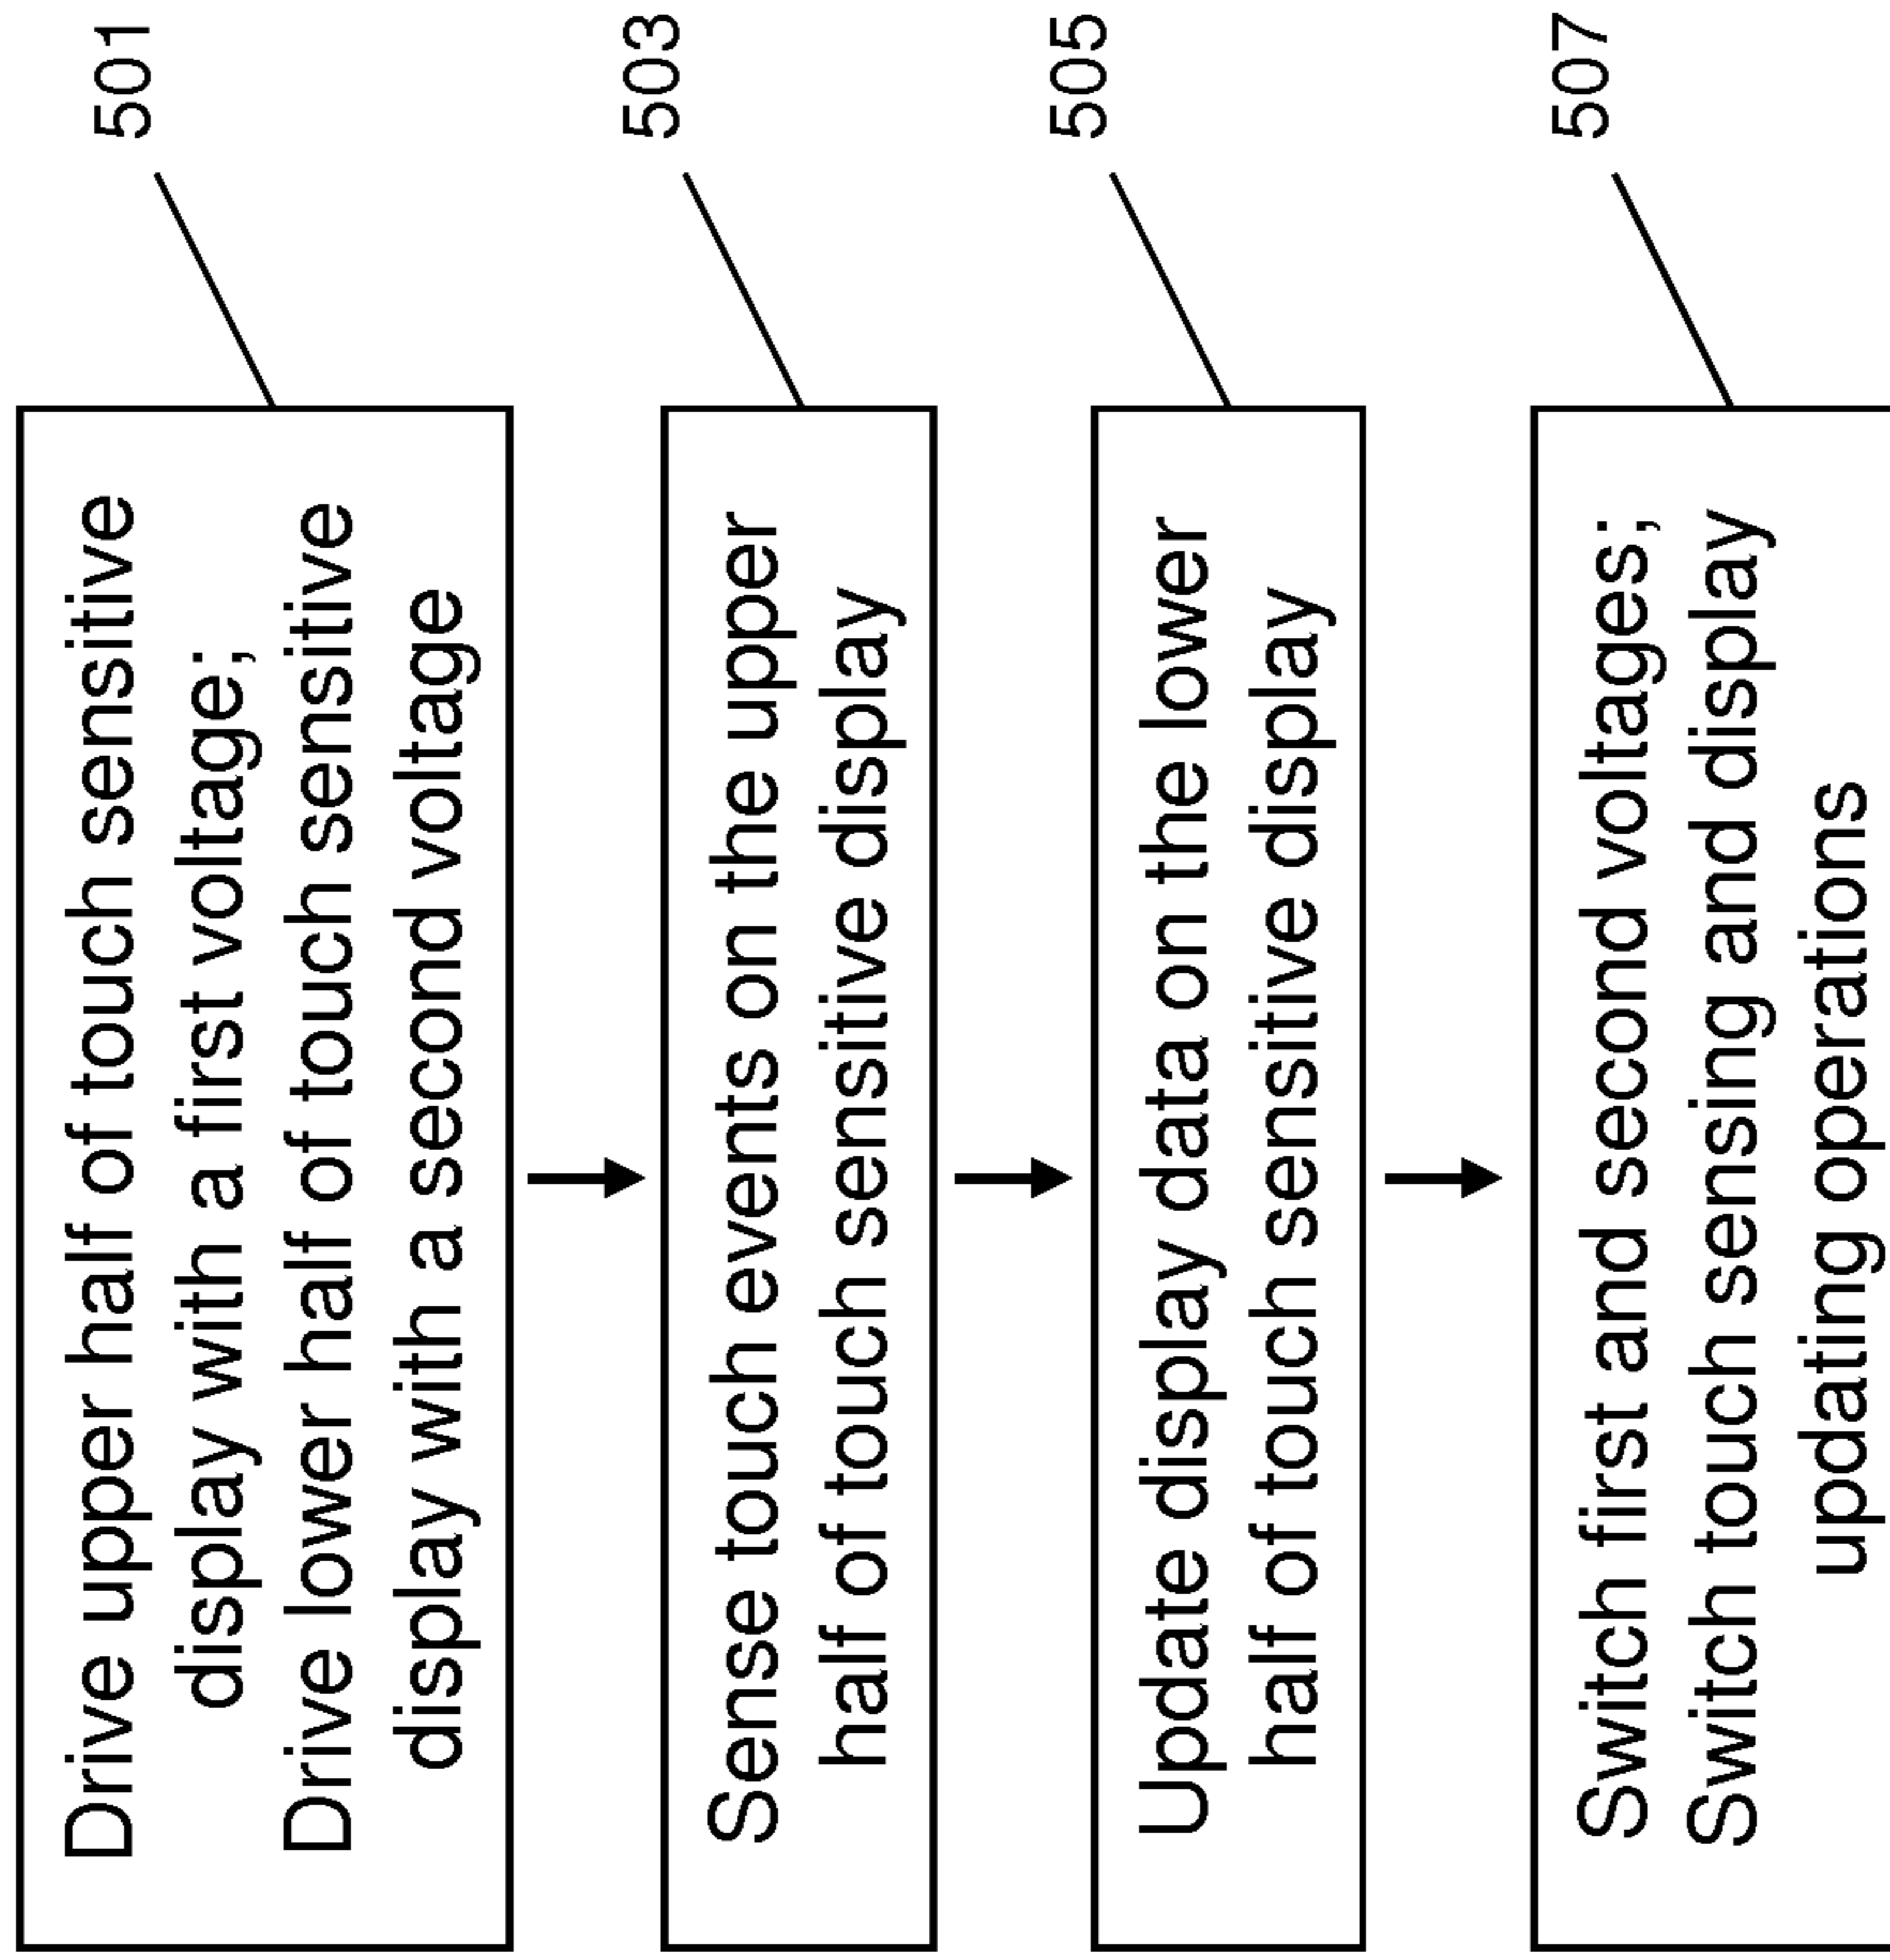 Drive upper half of touch sensitive
display with a first voltage;
Drive lower half of touch sensitive
display with a second voltage
501
Sense touch events on the upper
half of touch sensitive display
503
Update display data on the lower
half of touch sensitive display
505
Switch first and second voltages;
Switch touch sensing and display
updating operations
507